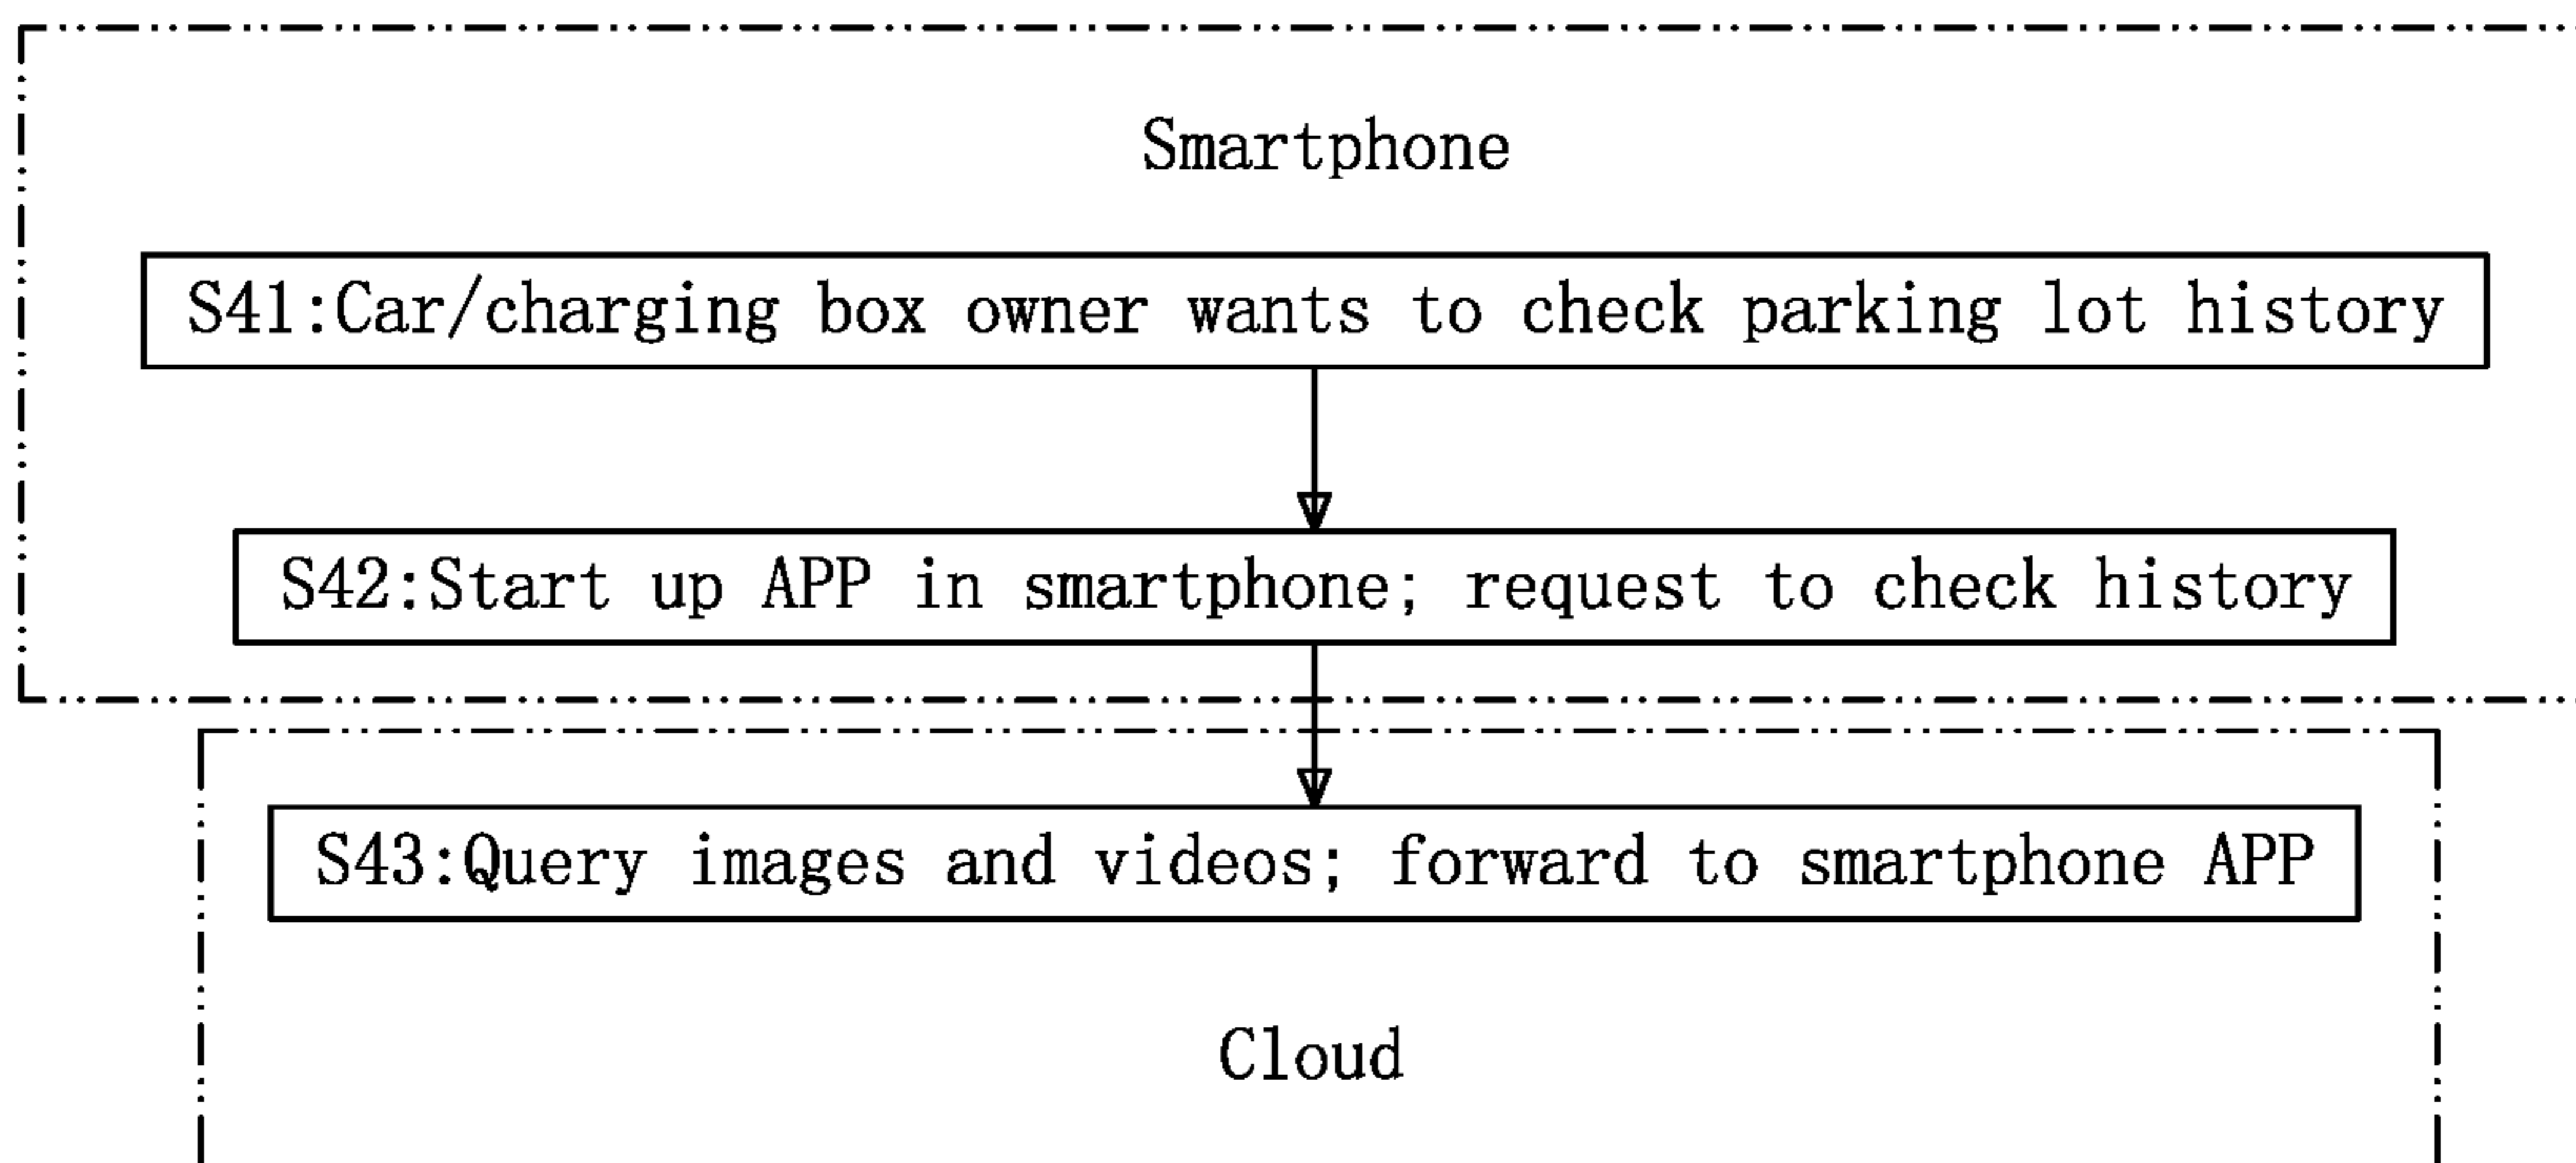 Smartphone
S41:Car/charging box owner wants to check parking lot history
S42:Start up APP in smartphone; request to check history
S43:Query images and videos; forward to smartphone APP
Cloud